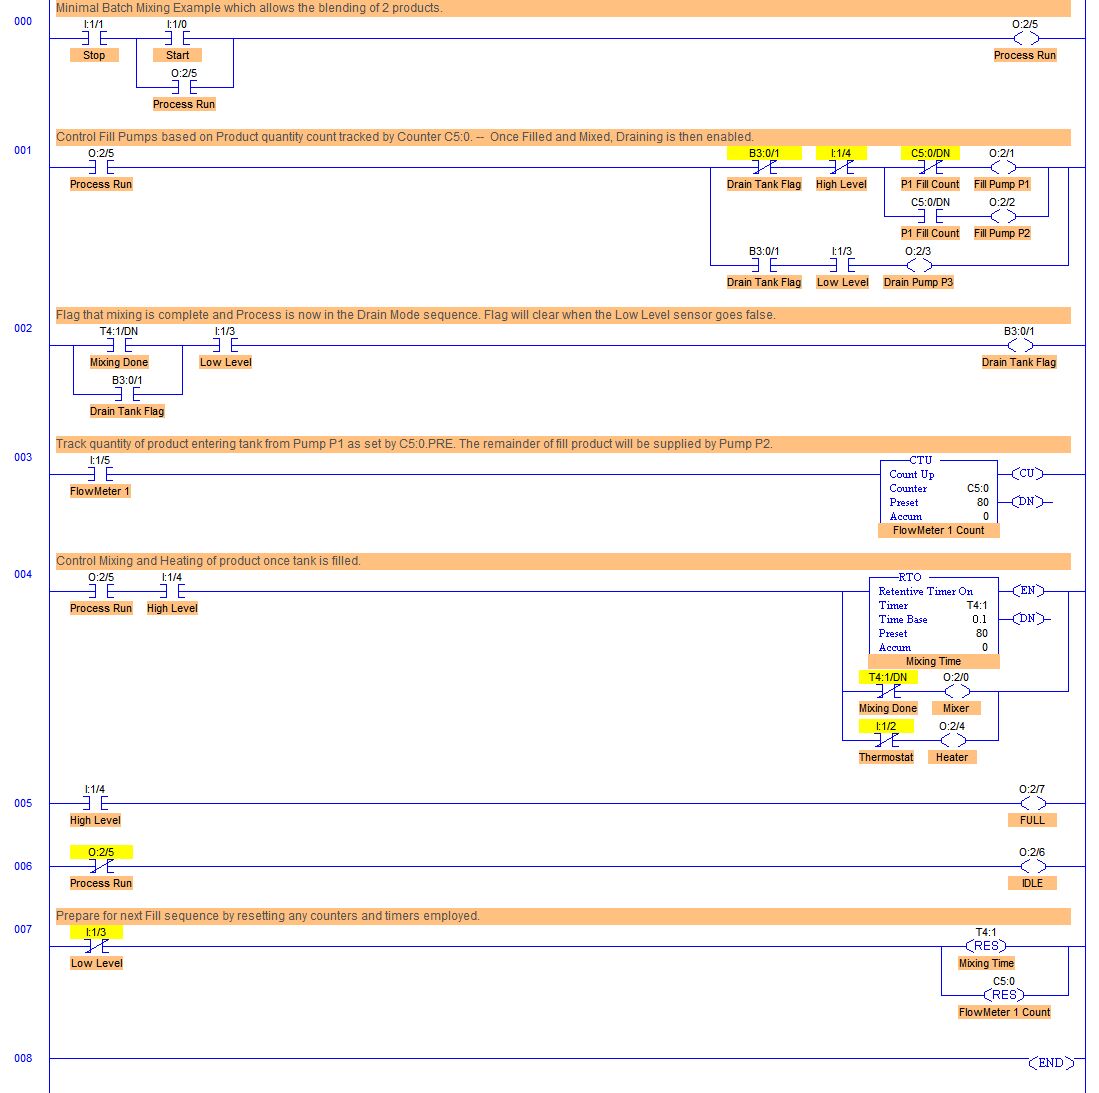 Minimal Batch Mixing Example which allows the blending of 2 products.
000
I:1/1 I:1/0 O:2/5
Stop Start Process Run
O:2/5
Process Run
Control Fill Pumps based on Product quantity count tracked by Counter C5:0. -- Once Filled and Mixed, Draining is then enabled.
001
O:2/5 B3:0/1 I:1/4 C5:0/DN O:2/1
Process Run Drain Tank Flag High Level P1 Fill Count Fill Pump P1
C5:0/DN O:2/2
P1 Fill Count Fill Pump P2
B3:0/1 I:1/3 O:2/3
Drain Tank Flag Low Level Drain Pump P3
Flag that mixing is complete and Process is now in the Drain Mode sequence. Flag will clear when the Low Level sensor goes false.
002
T4:1/DN I:1/3 B3:0/1
Mixing Done Low Level Drain Tank Flag
B3:0/1
Drain Tank Flag
Track quantity of product entering tank from Pump P1 as set by C5:0.PRE. The remainder of fill product will be supplied by Pump P2.
003
I:1/5 CTU
FlowMeter 1 Count Up CU
Counter C5:0
Preset 80 DN
Accum 0
FlowMeter 1 Count
Control Mixing and Heating of product once tank is filled.
004
O:2/5 I:1/4 RTO
Process Run High Level Retentive Timer On EN
Timer T4:1
Time Base 0.1 DN
Preset 80
Accum 0
Mixing Time
T4:1/DN O:2/0
Mixing Done Mixer
I:1/2 O:2/4
Thermostat Heater
I:1/4 O:2/7
005
High Level FULL
O:2/5 O:2/6
006
Process Run IDLE
Prepare for next Fill sequence by resetting any counters and timers employed.
007
I:1/3 T4:1
RES
Low Level Mixing Time
C5:0
RES
FlowMeter 1 Count
008
END